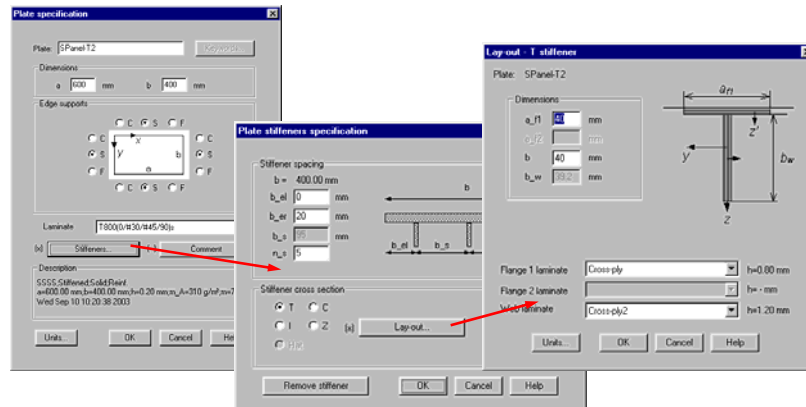 Plate specification
Plate: SPanel-T2 Keywords...
Dimensions
a 600 mm b 400 mm
Edge supports
C S F
C C
S S
F F
x
y
a
b
C S F
Laminate T800(0/#30/#45/90)s
(x) Stiffeners... Comment
Description
SSSS;Stiffened;Solid;Reinf.
a=600.00 mm;b=400.00 mm;h=0.20 mm;m_A=310 g/m²;m=7
Wed Sep 10 10:20:38 2003
Units... OK Cancel He
Plate stiffeners specification
Stiffener spacing
b = 400.00 mm
b_el 0 mm
b_er 20 mm
b_s 95 mm
n_s 5
b
b_el b_s
Stiffener cross section
T C
I Z (x) Lay-out...
Hat
Remove stiffener OK Cancel Help
Lay-out - T stiffener
Plate: SPanel-T2
Dimensions
a_f1 40 mm
a_f2 mm
b 40 mm
b_w 39.2 mm
a_f1
z'
y
b_w
z
Flange 1 laminate Cross-ply h=0.80 mm
Flange 2 laminate h= - mm
Web laminate Cross-ply2 h=1.20 mm
Units... OK Cancel Help